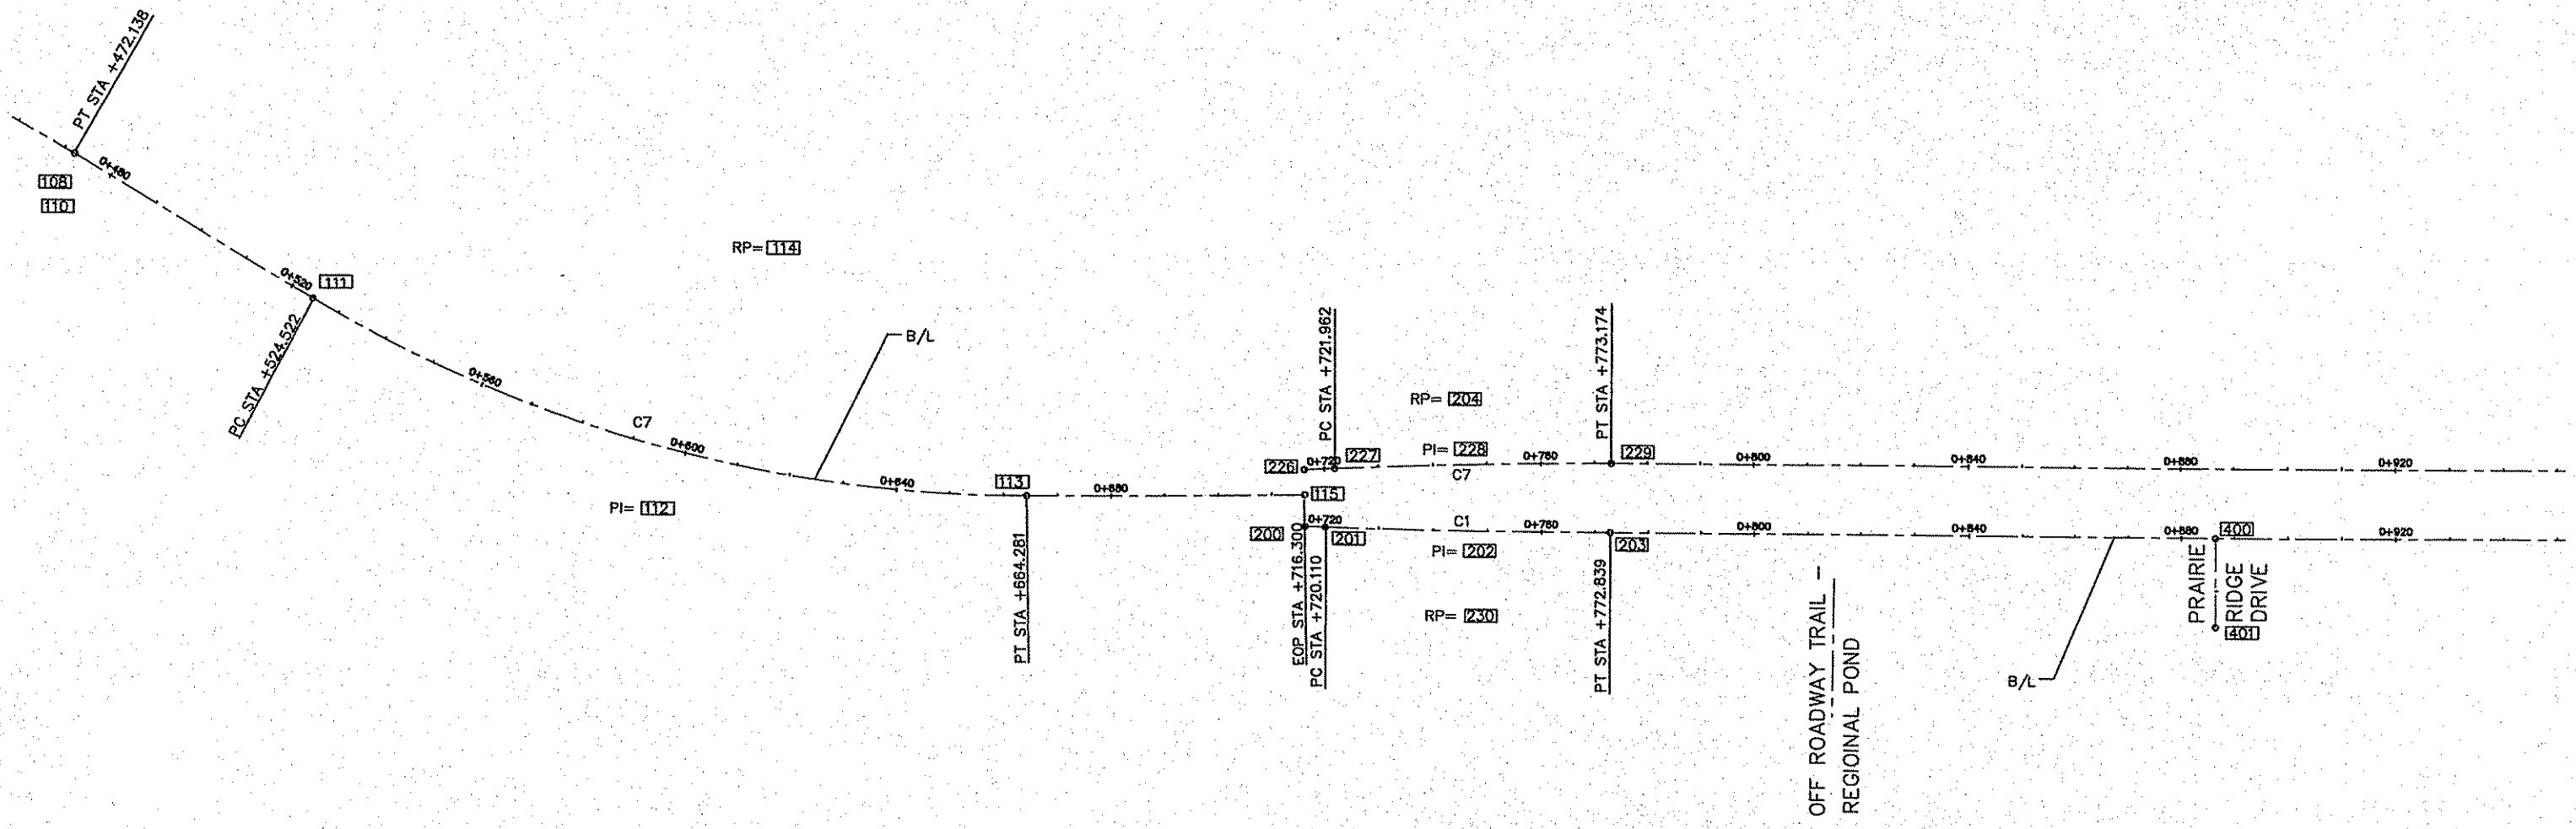 PT STA +472.138
0+480
108
110
0+520
111
PC STA +524.522
RP= 114
0+560
C7
0+600
B/L
PI= 112
0+640
113
PT STA +664.281
0+680
226
0+720
227
PC STA +721.962
115
200
0+720
201
EOP STA +716.300
PC STA +720.110
RP= 204
PI= 228
0+760
C7
C1
0+760
PI= 202
RP= 230
PT STA +773.174
229
203
PT STA +772.839
0+800
0+840
0+880
0+920
0+800
0+840
0+880
400
0+920
OFF ROADWAY TRAIL -
REGIOINAL POND
B/L
PRAIRIE
RIDGE
DRIVE
401